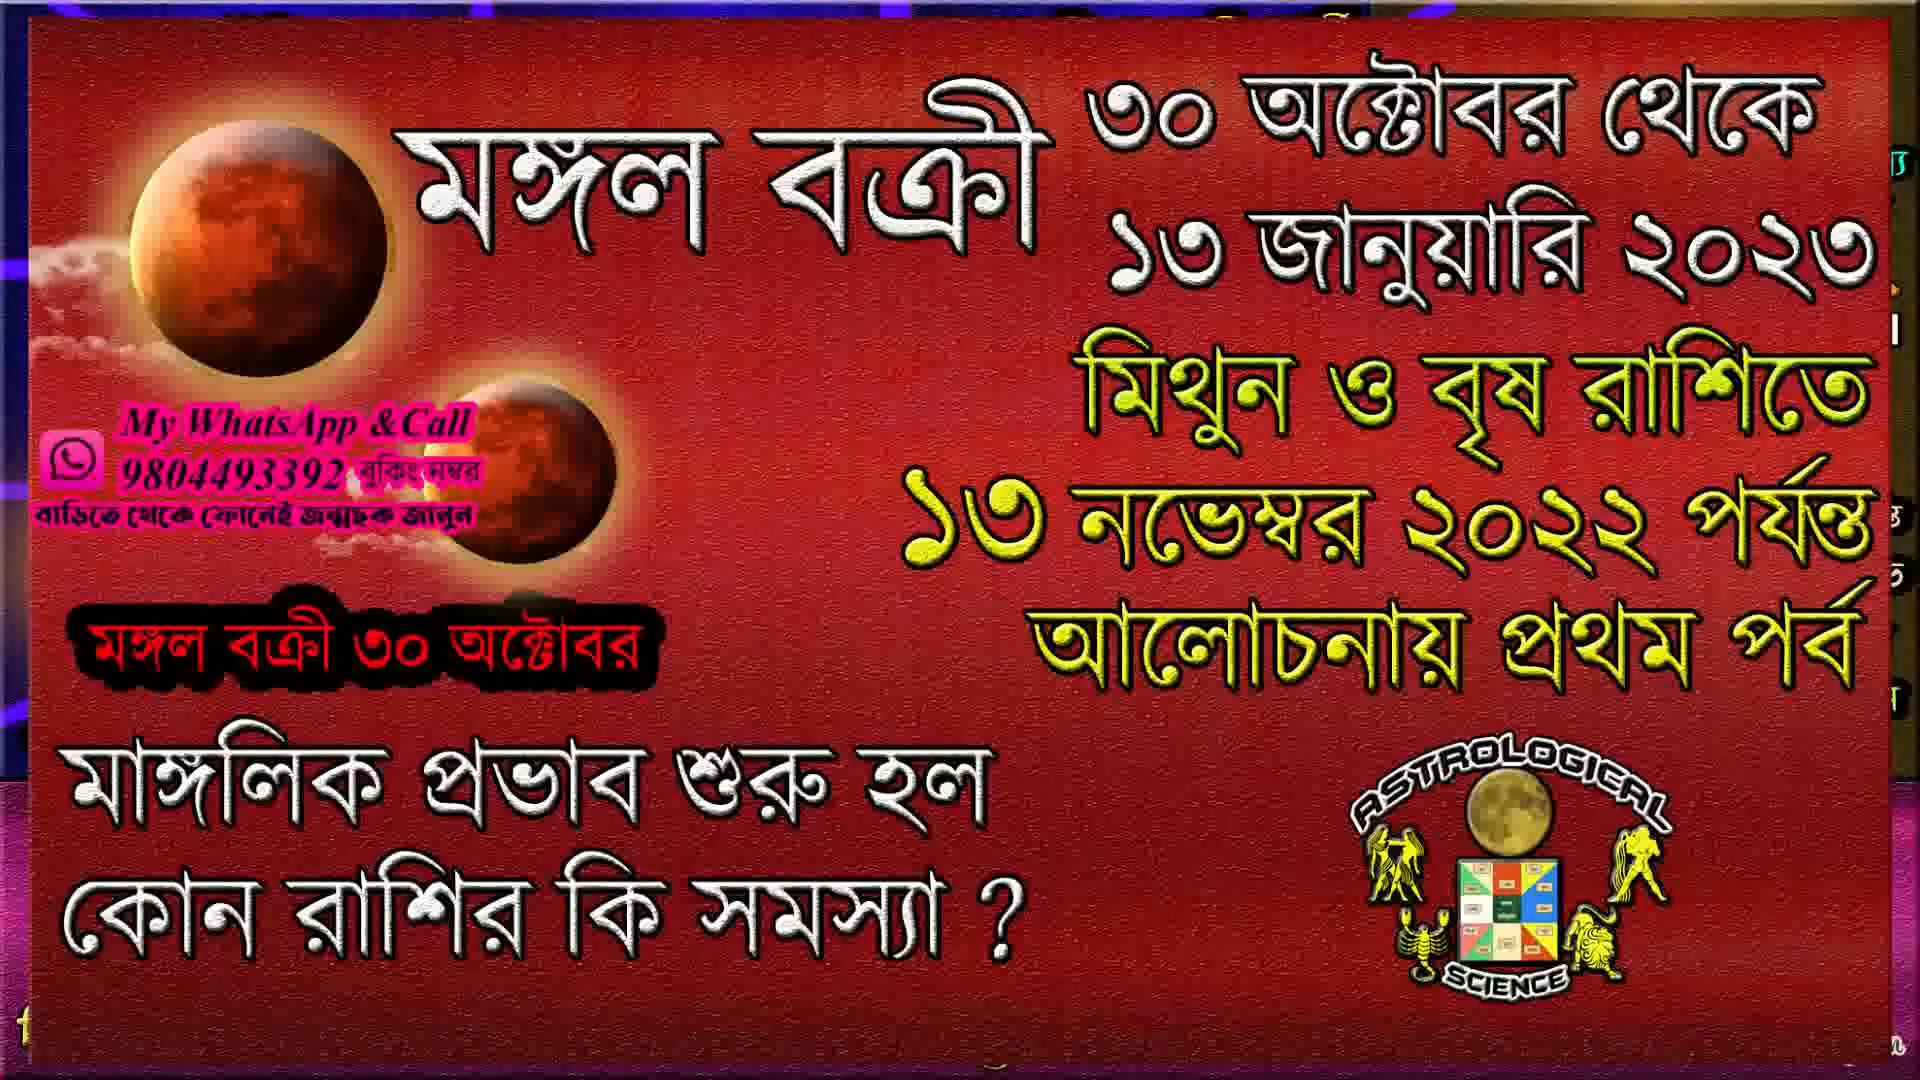 মঙ্গল বক্রী
৩০ অক্টোবর থেকে
১৩ জানুয়ারি ২০২৩
মিথুন ও বৃষ রাশিতে
১৩ নভেম্বর ২০২২ পর্যন্ত
আলোচনায় প্রথম পর্ব
My WhatsApp &Call
9804493392 বুকিং নম্বর
বাড়িতে থেকে ফোনেই জন্মছক জানুন
মঙ্গল বক্রী ৩০ অক্টোবর
মাঙ্গলিক প্রভাব শুরু হল
কোন রাশির কি সমস্যা ?
ASTROLOGICAL
SCIENCE